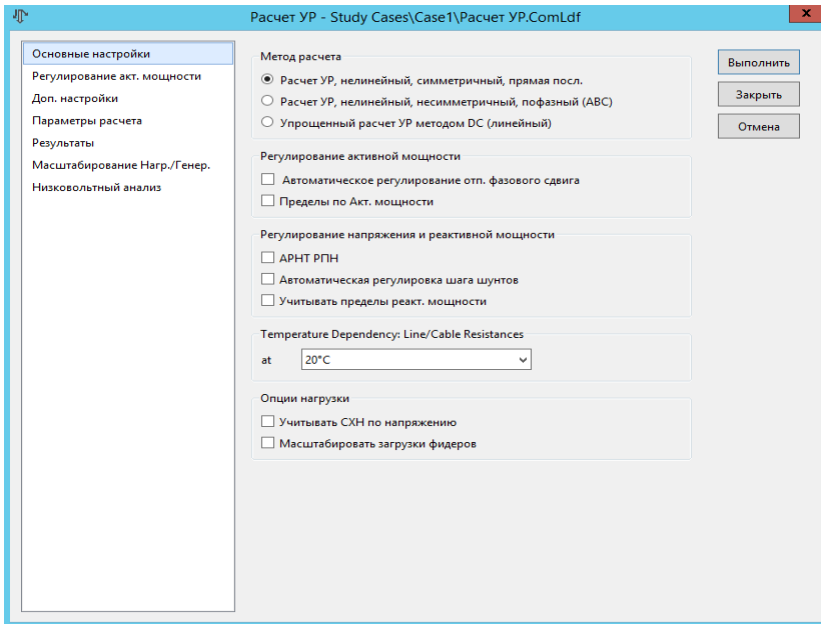 Расчет УР - Study Cases\Case1\Расчет УР.ComLdf
x
Основные настройки
Регулирование акт. мощности
Доп. настройки
Параметры расчета
Результаты
Масштабирование Нагр./Генер.
Низковольтный анализ
Метод расчета
Расчет УР, нелинейный, симметричный, прямая посл.
Расчет УР, нелинейный, несимметричный, пофазный (ABC)
Упрощенный расчет УР методом DC (линейный)
Регулирование активной мощности
Автоматическое регулирование отп. фазового сдвига
Пределы по Акт. мощности
Регулирование напряжения и реактивной мощности
АРНТ РПН
Автоматическая регулировка шага шунтов
Учитывать пределы реакт. мощности
Temperature Dependency: Line/Cable Resistances
at 20°C
Опции нагрузки
Учитывать СХН по напряжению
Масштабировать загрузки фидеров
Выполнить
Закрыть
Отмена